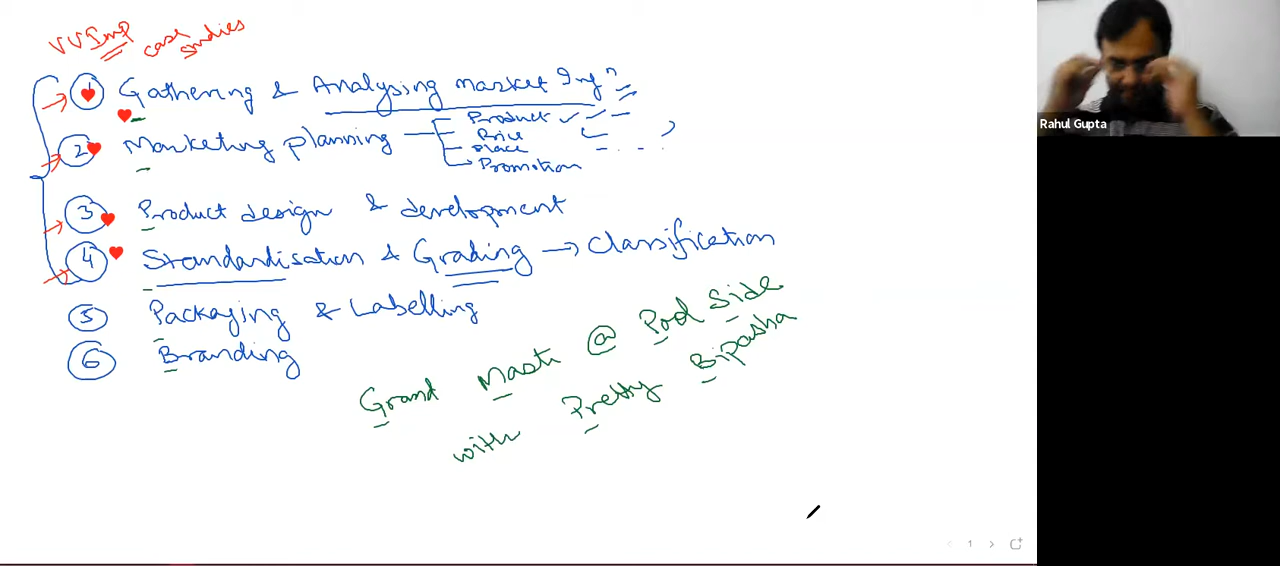 VV Imp case studies
① Gathering & Analysing market Infn
② Marketing planning
Product
Price
Place
Promotion
③ Product design & development
④ Standardisation & Grading → Classification
⑤ Packaging & Labelling
⑥ Branding
Grand Masti @ Pool Side
with Pretty Bipasha
Rahul Gupta
1